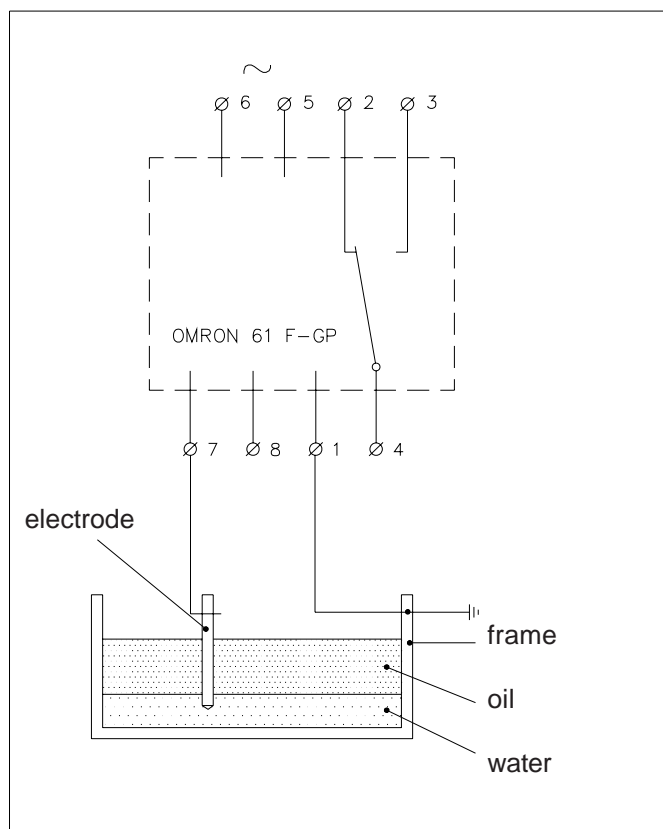 ~
6 5 2 3
OMRON 61 F-GP
7 8 1 4
electrode
frame
oil
water